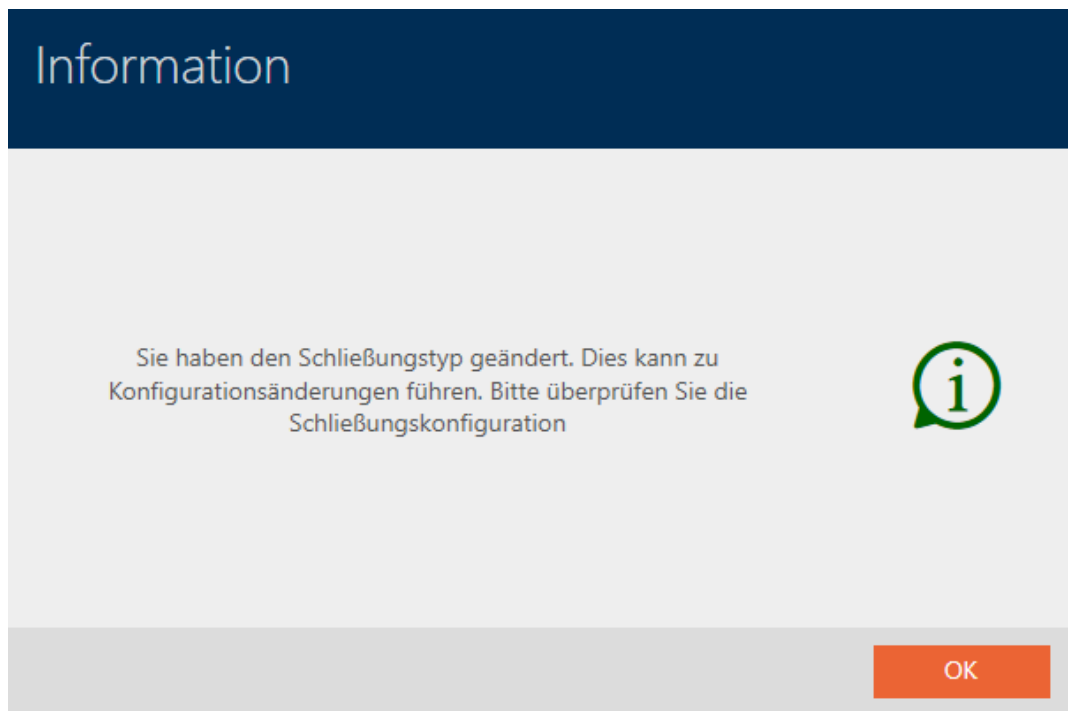 Information
Sie haben den Schließungstyp geändert. Dies kann zu
Konfigurationsänderungen führen. Bitte überprüfen Sie die
Schließungskonfiguration
i
OK